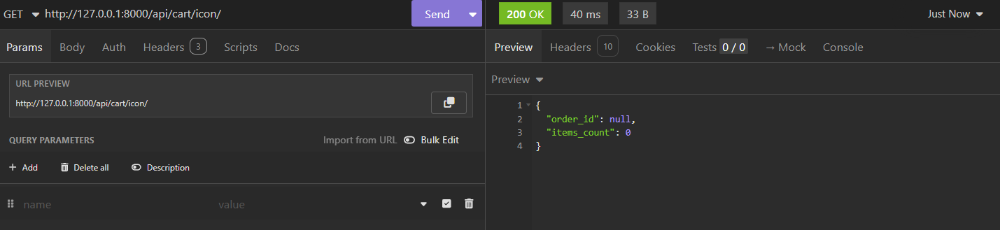 GET http://127.0.0.1:8000/api/cart/icon/ Send
200 OK 40 ms 33 B Just Now
Params Body Auth Headers 3 Scripts Docs
URL PREVIEW
http://127.0.0.1:8000/api/cart/icon/
QUERY PARAMETERS Import from URL Bulk Edit
+ Add Delete all Description
name value
Preview Headers 10 Cookies Tests 0 / 0 → Mock Console
Preview
1 {
2 "order_id": null,
3 "items_count": 0
4 }